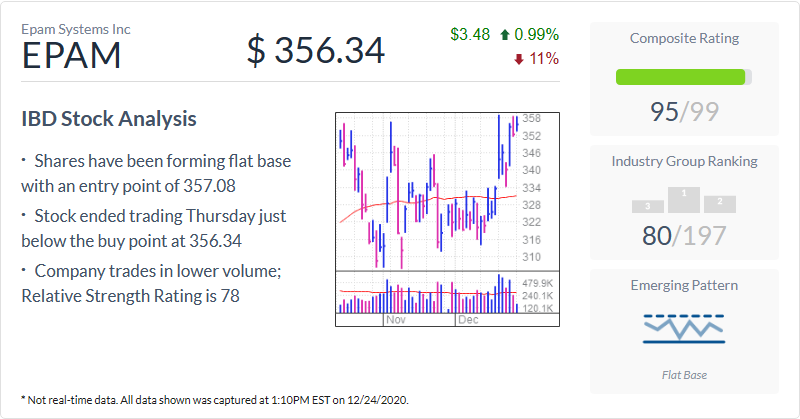 Epam Systems Inc
EPAM
$ 356.34
$3.48 0.99%
11%
IBD Stock Analysis
· Shares have been forming flat base
with an entry point of 357.08
· Stock ended trading Thursday just
below the buy point at 356.34
· Company trades in lower volume;
Relative Strength Rating is 78
358
352
346
340
334
328
322
316
310
479.9K
240.1K
120.1K
Nov Dec
Composite Rating
95/99
Industry Group Ranking
3 1 2
80/197
Emerging Pattern
Flat Base
* Not real-time data. All data shown was captured at 1:10PM EST on 12/24/2020.